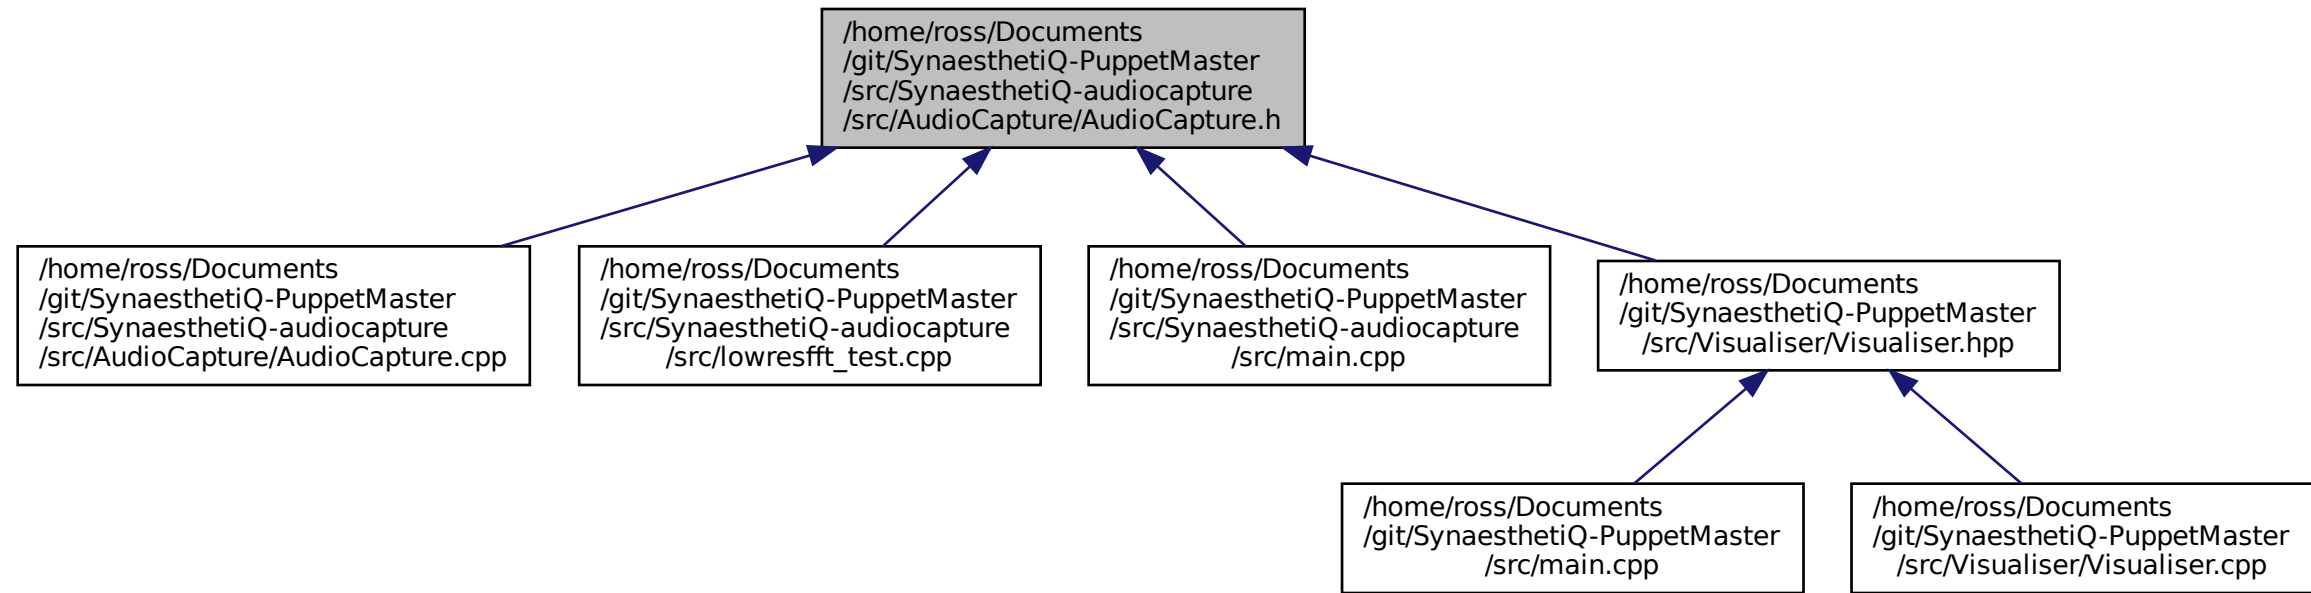 /home/ross/Documents
/git/SynaesthetiQ-PuppetMaster
/src/SynaesthetiQ-audiocapture
/src/AudioCapture/AudioCapture.h
/home/ross/Documents
/git/SynaesthetiQ-PuppetMaster
/src/SynaesthetiQ-audiocapture
/src/AudioCapture/AudioCapture.cpp
/home/ross/Documents
/git/SynaesthetiQ-PuppetMaster
/src/SynaesthetiQ-audiocapture
/src/lowresfft_test.cpp
/home/ross/Documents
/git/SynaesthetiQ-PuppetMaster
/src/SynaesthetiQ-audiocapture
/src/main.cpp
/home/ross/Documents
/git/SynaesthetiQ-PuppetMaster
/src/Visualiser/Visualiser.hpp
/home/ross/Documents
/git/SynaesthetiQ-PuppetMaster
/src/main.cpp
/home/ross/Documents
/git/SynaesthetiQ-PuppetMaster
/src/Visualiser/Visualiser.cpp